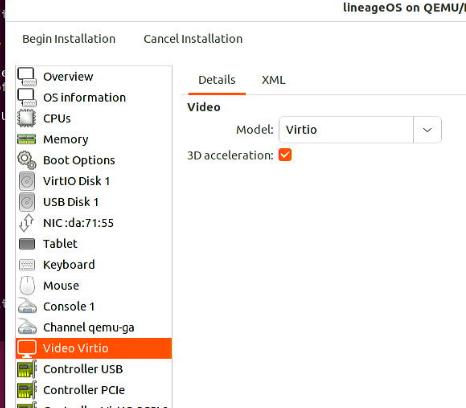 lineageOS on QEMU/
Begin Installation
Cancel Installation
Overview
OS information
CPUs
Memory
Boot Options
VirtIO Disk 1
USB Disk 1
NIC :da:71:55
Tablet
Keyboard
Mouse
Console 1
Channel qemu-ga
Video Virtio
Controller USB
Controller PCIe
Details
XML
Video
Model:
Virtio
3D acceleration: